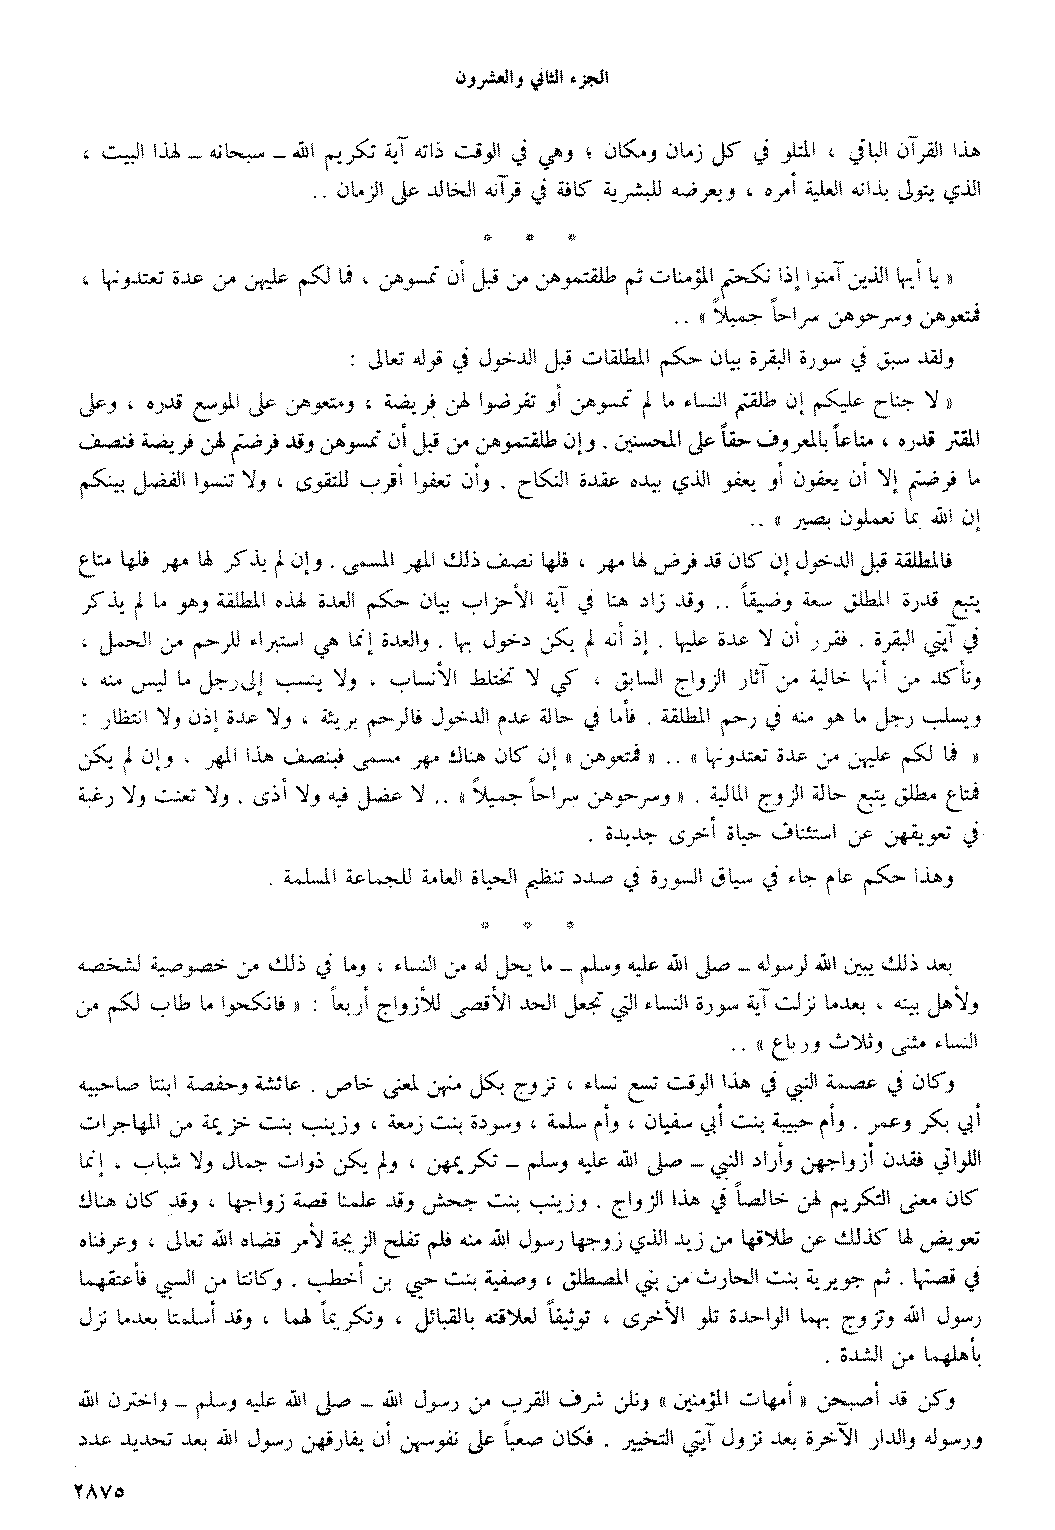 الجزء الثاني والعشرون
هذا القرآن الباقي ، المتلو في كل زمان ومكان ؛ وهي في الوقت ذاته آية تكريم الله – سبحانه – لهذا البيت ،
الذي يتولى بذاته العلية أمره ، ويعرضه للبشرية كافة في قرآنه الخالد على الزمان ..
* * *
« يا أيها الذين آمنوا إذا نكحتم المؤمنات ثم طلقتموهن من قبل أن تمسوهن ، فما لكم عليهن من عدة تعتدونها ،
فمتعوهن وسرحوهن سراحاً جميلاً » ..
ولقد سبق في سورة البقرة بيان حكم المطلقات قبل الدخول في قوله تعالى :
« لا جناح عليكم إن طلقتم النساء ما لم تمسوهن أو تفرضوا لهن فريضة ، ومتعوهن على الموسع قدره ، وعلى
المقتر قدره ، متاعاً بالمعروف حقاً على المحسنين . وإن طلقتموهن من قبل أن تمسوهن وقد فرضتم لهن فريضة فنصف
ما فرضتم إلا أن يعفون أو يعفو الذي بيده عقدة النكاح . وأن تعفوا أقرب للتقوى ، ولا تنسوا الفضل بينكم
إن الله بما تعملون بصير » ..
فالمطلقة قبل الدخول إن كان قد فرض لها مهر ، فلها نصف ذلك المهر المسمى . وإن لم يذكر لها مهر فلها متاع
يتبع قدرة المطلق سعة وضيقاً .. وقد زاد هنا في آية الأحزاب بيان حكم العدة لهذه المطلقة وهو ما لم يذكر
في آيتي البقرة . فقرر أن لا عدة عليها . إذ أنه لم يكن دخول بها . والعدة إنما هي استبراء للرحم من الحمل ،
وتأكد من أنها خالية من آثار الزواج السابق ، كي لا تختلط الأنساب ، ولا ينسب إلى رجل ما ليس منه ،
ويسلب رجل ما هو منه في رحم المطلقة . فأما في حالة عدم الدخول فالرحم بريئة ، ولا عدة إذن ولا انتظار :
« فما لكم عليهن من عدة تعتدونها » .. « فمتعوهن » إن كان هناك مهر مسمى فبنصف هذا المهر . وإن لم يكن
فمتاع مطلق يتبع حالة الزوج المالية . « وسرحوهن سراحاً جميلاً » .. لا عضل فيه ولا أذى . ولا تعنت ولا رغبة
في تعويقهن عن استئناف حياة أخرى جديدة .
وهذا حكم عام جاء في سياق السورة في صدد تنظيم الحياة العامة للجماعة المسلمة .
* * *
بعد ذلك يبين الله لرسوله – صلى الله عليه وسلم – ما يحل له من النساء ، وما في ذلك من خصوصية لشخصه
ولأهل بيته ، بعدما نزلت آية سورة النساء التي تجعل الحد الأقصى للأزواج أربعاً : « فانكحوا ما طاب لكم من
النساء مثنى وثلاث ورباع » ..
وكان في عصمة النبي في هذا الوقت تسع نساء ، تزوج بكل منهن لمعنى خاص . عائشة وحفصة ابنتا صاحبيه
أبي بكر وعمر . وأم حبيبة بنت أبي سفيان ، وأم سلمة ، وسودة بنت زمعة ، وزينب بنت خزيمة من المهاجرات
اللواتي فقدن أزواجهن وأراد النبي – صلى الله عليه وسلم – تكريمهن ، ولم يكن ذوات جمال ولا شباب ، إنما
كان معنى التكريم لهن خالصاً في هذا الزواج . وزينب بنت جحش وقد علمنا قصة زواجها ، وقد كان هناك
تعويض لها كذلك عن طلاقها من زيد الذي زوجها رسول الله منه فلم تفلح الزيجة لأمر قضاه الله تعالى ، وعرفناه
في قصتها . ثم جويرية بنت الحارث من بني المصطلق ، وصفية بنت حيي بن أخطب . وكانتا من السبي فأعتقهما
رسول الله وتزوج بهما الواحدة تلو الأخرى ، توثيقاً لعلاقته بالقبائل ، وتكريماً لهما ، وقد أسلمتا بعدما نزل
بأهلهما من الشدة .
وكن قد أصبحن « أمهات المؤمنين » ونلن شرف القرب من رسول الله – صلى الله عليه وسلم – واخترن الله
ورسوله والدار الآخرة بعد نزول آيتي التخيير . فكان صعباً على نفوسهن أن يفارقهن رسول الله بعد تحديد عدد
٢٨٧٥